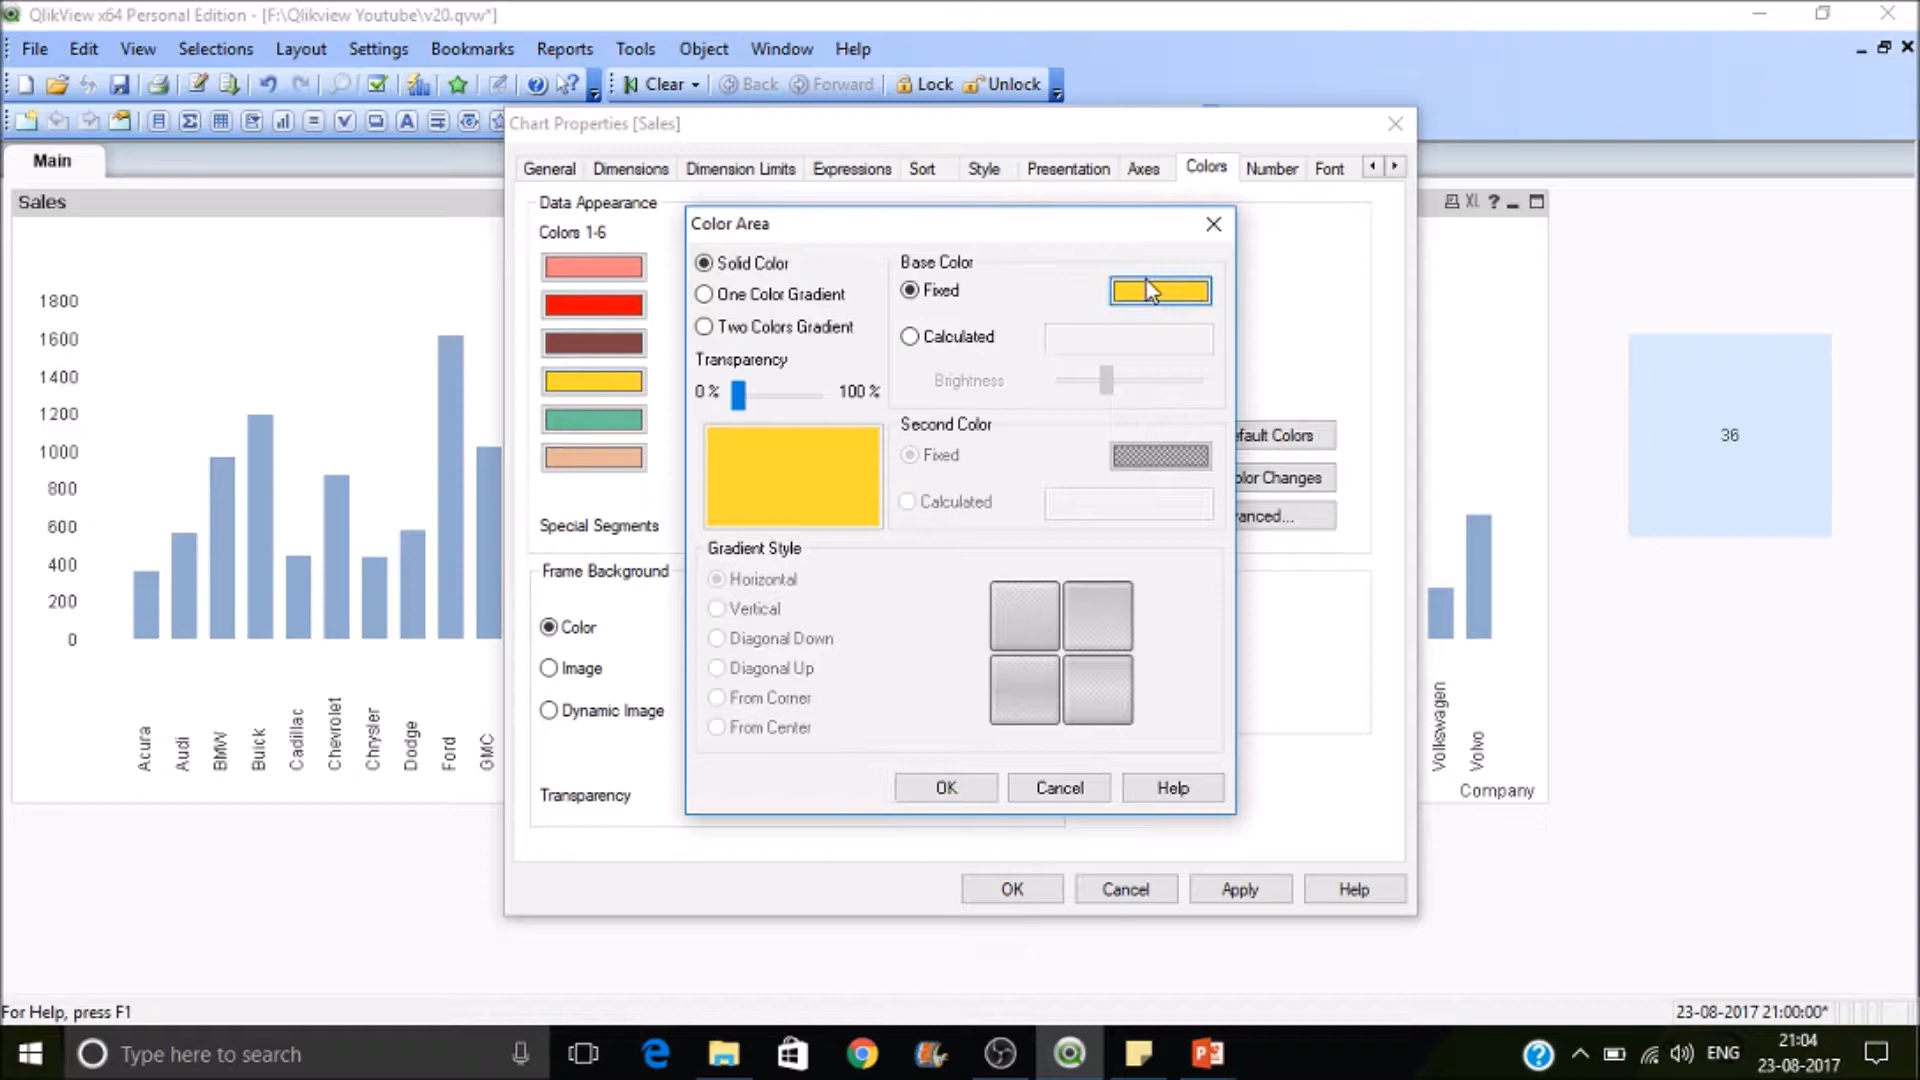 QlikView x64 Personal Edition - [F:\Qlikview Youtube\v20.qvw*]
File Edit View Selections Layout Settings Bookmarks Reports Tools Object Window Help
Clear Back Forward Lock Unlock
Chart Properties [Sales]
Main
General Dimensions Dimension Limits Expressions Sort Style Presentation Axes Colors Number Font
Sales
XL ?
Data Appearance
Colors 1-6
Color Area
Solid Color
One Color Gradient
Two Colors Gradient
Transparency
0 % 100 %
Base Color
Fixed
Calculated
Brightness
Second Color
Fixed
Calculated
Gradient Style
Horizontal
Vertical
Diagonal Down
Diagonal Up
From Corner
From Center
OK Cancel Help
Special Segments
Frame Background
Color
Image
Dynamic Image
Transparency
efault Colors
olor Changes
vanced...
OK Cancel Apply Help
1800
1600
1400
1200
1000
800
600
400
200
0
Acura
Audi
BMW
Buick
Cadillac
Chevrolet
Chrysler
Dodge
Ford
GMC
Volkswagen
Volvo
Company
36
For Help, press F1
23-08-2017 21:00:00*
Type here to search
ENG
21:04
23-08-2017